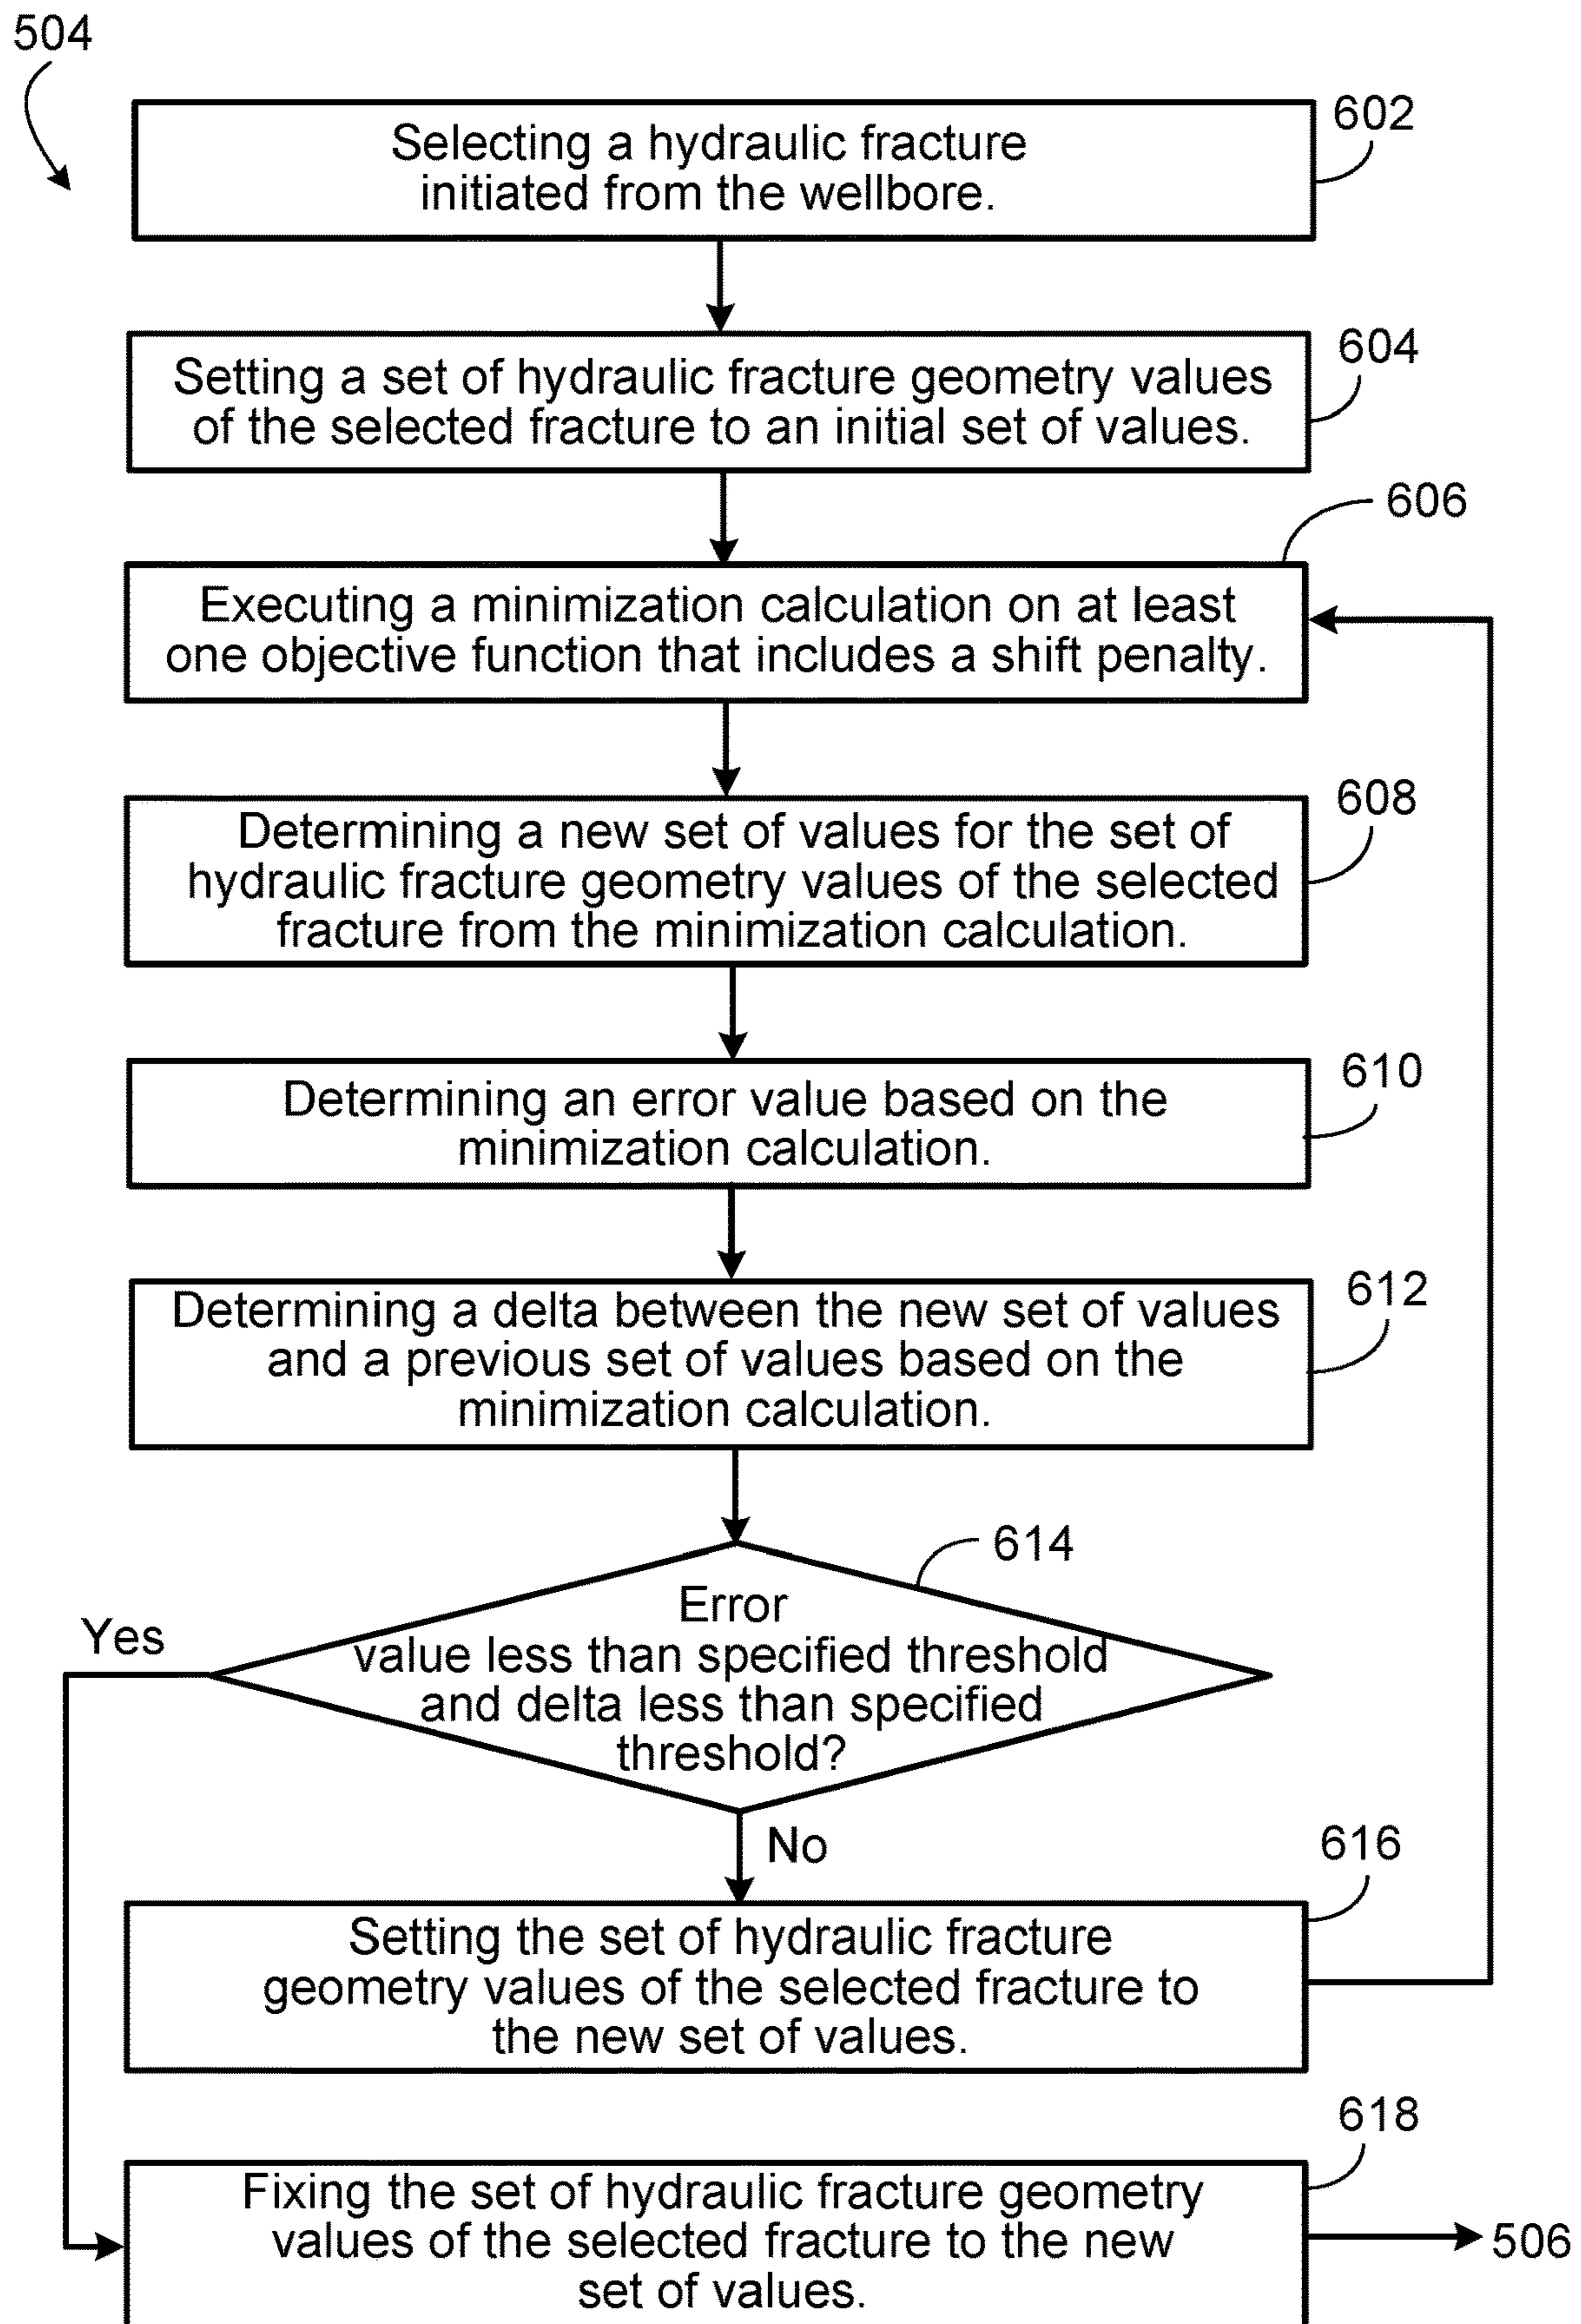 504
602
Selecting a hydraulic fracture
initiated from the wellbore.
604
Setting a set of hydraulic fracture geometry values
of the selected fracture to an initial set of values.
606
Executing a minimization calculation on at least
one objective function that includes a shift penalty.
608
Determining a new set of values for the set of
hydraulic fracture geometry values of the selected
fracture from the minimization calculation.
610
Determining an error value based on the
minimization calculation.
612
Determining a delta between the new set of values
and a previous set of values based on the
minimization calculation.
614
Error
value less than specified threshold
and delta less than specified
threshold?
Yes
No
616
Setting the set of hydraulic fracture
geometry values of the selected fracture to
the new set of values.
618
Fixing the set of hydraulic fracture geometry
values of the selected fracture to the new
set of values.
506